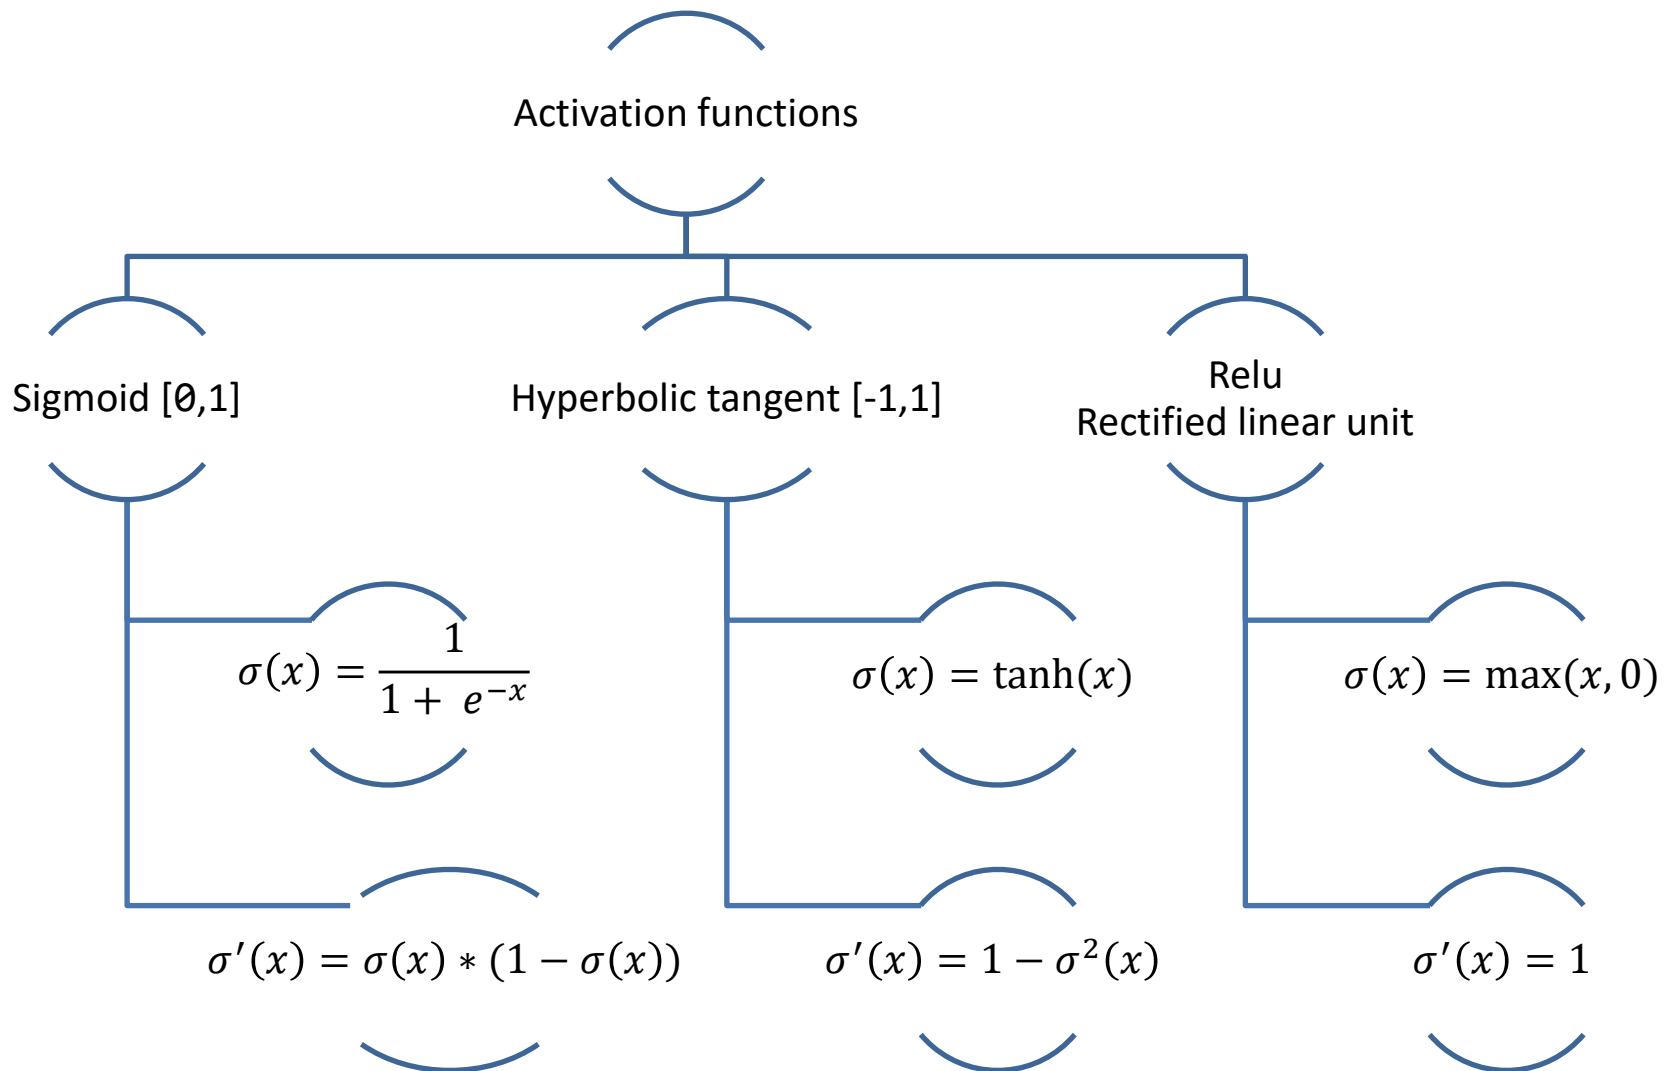 Activation functions
Sigmoid [0,1]
Hyperbolic tangent [-1,1]
Relu
Rectified linear unit
σ(x) = 1 / (1 + e^{-x})
σ(x) = tanh(x)
σ(x) = max(x, 0)
σ′(x) = σ(x) ∗ (1 − σ(x))
σ′(x) = 1 − σ²(x)
σ′(x) = 1